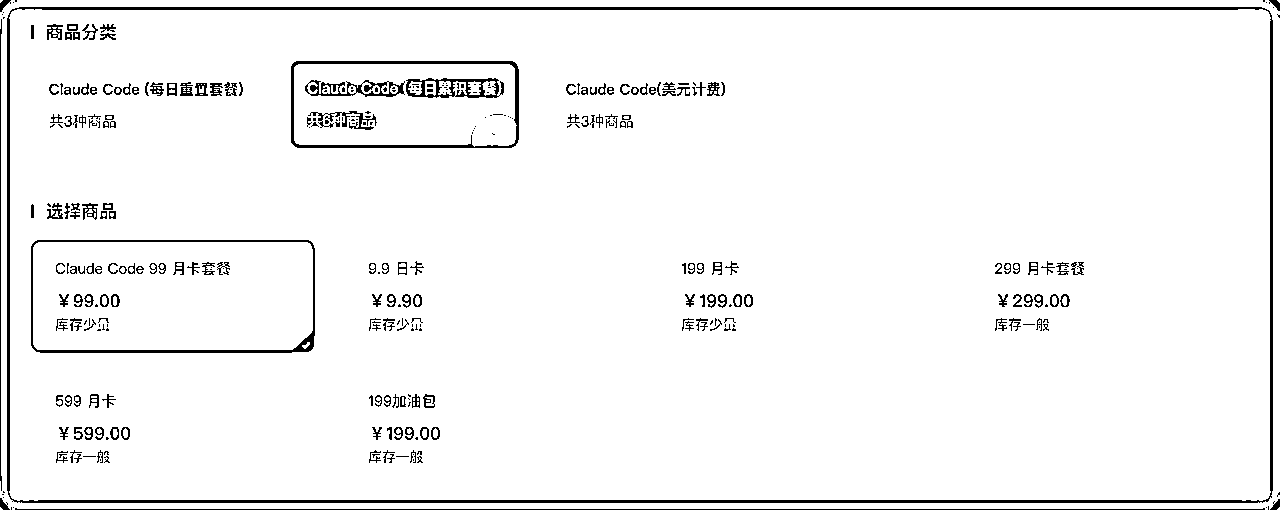 商品分类
Claude Code (每日重置套餐)
共3种商品
Claude Code (每日累积套餐)
共6种商品
Claude Code(美元计费)
共3种商品
选择商品
Claude Code 99 月卡套餐
¥99.00
库存少量
9.9 日卡
¥9.90
库存少量
199 月卡
¥199.00
库存少量
299 月卡套餐
¥299.00
库存一般
599 月卡
¥599.00
库存一般
199加油包
¥199.00
库存一般